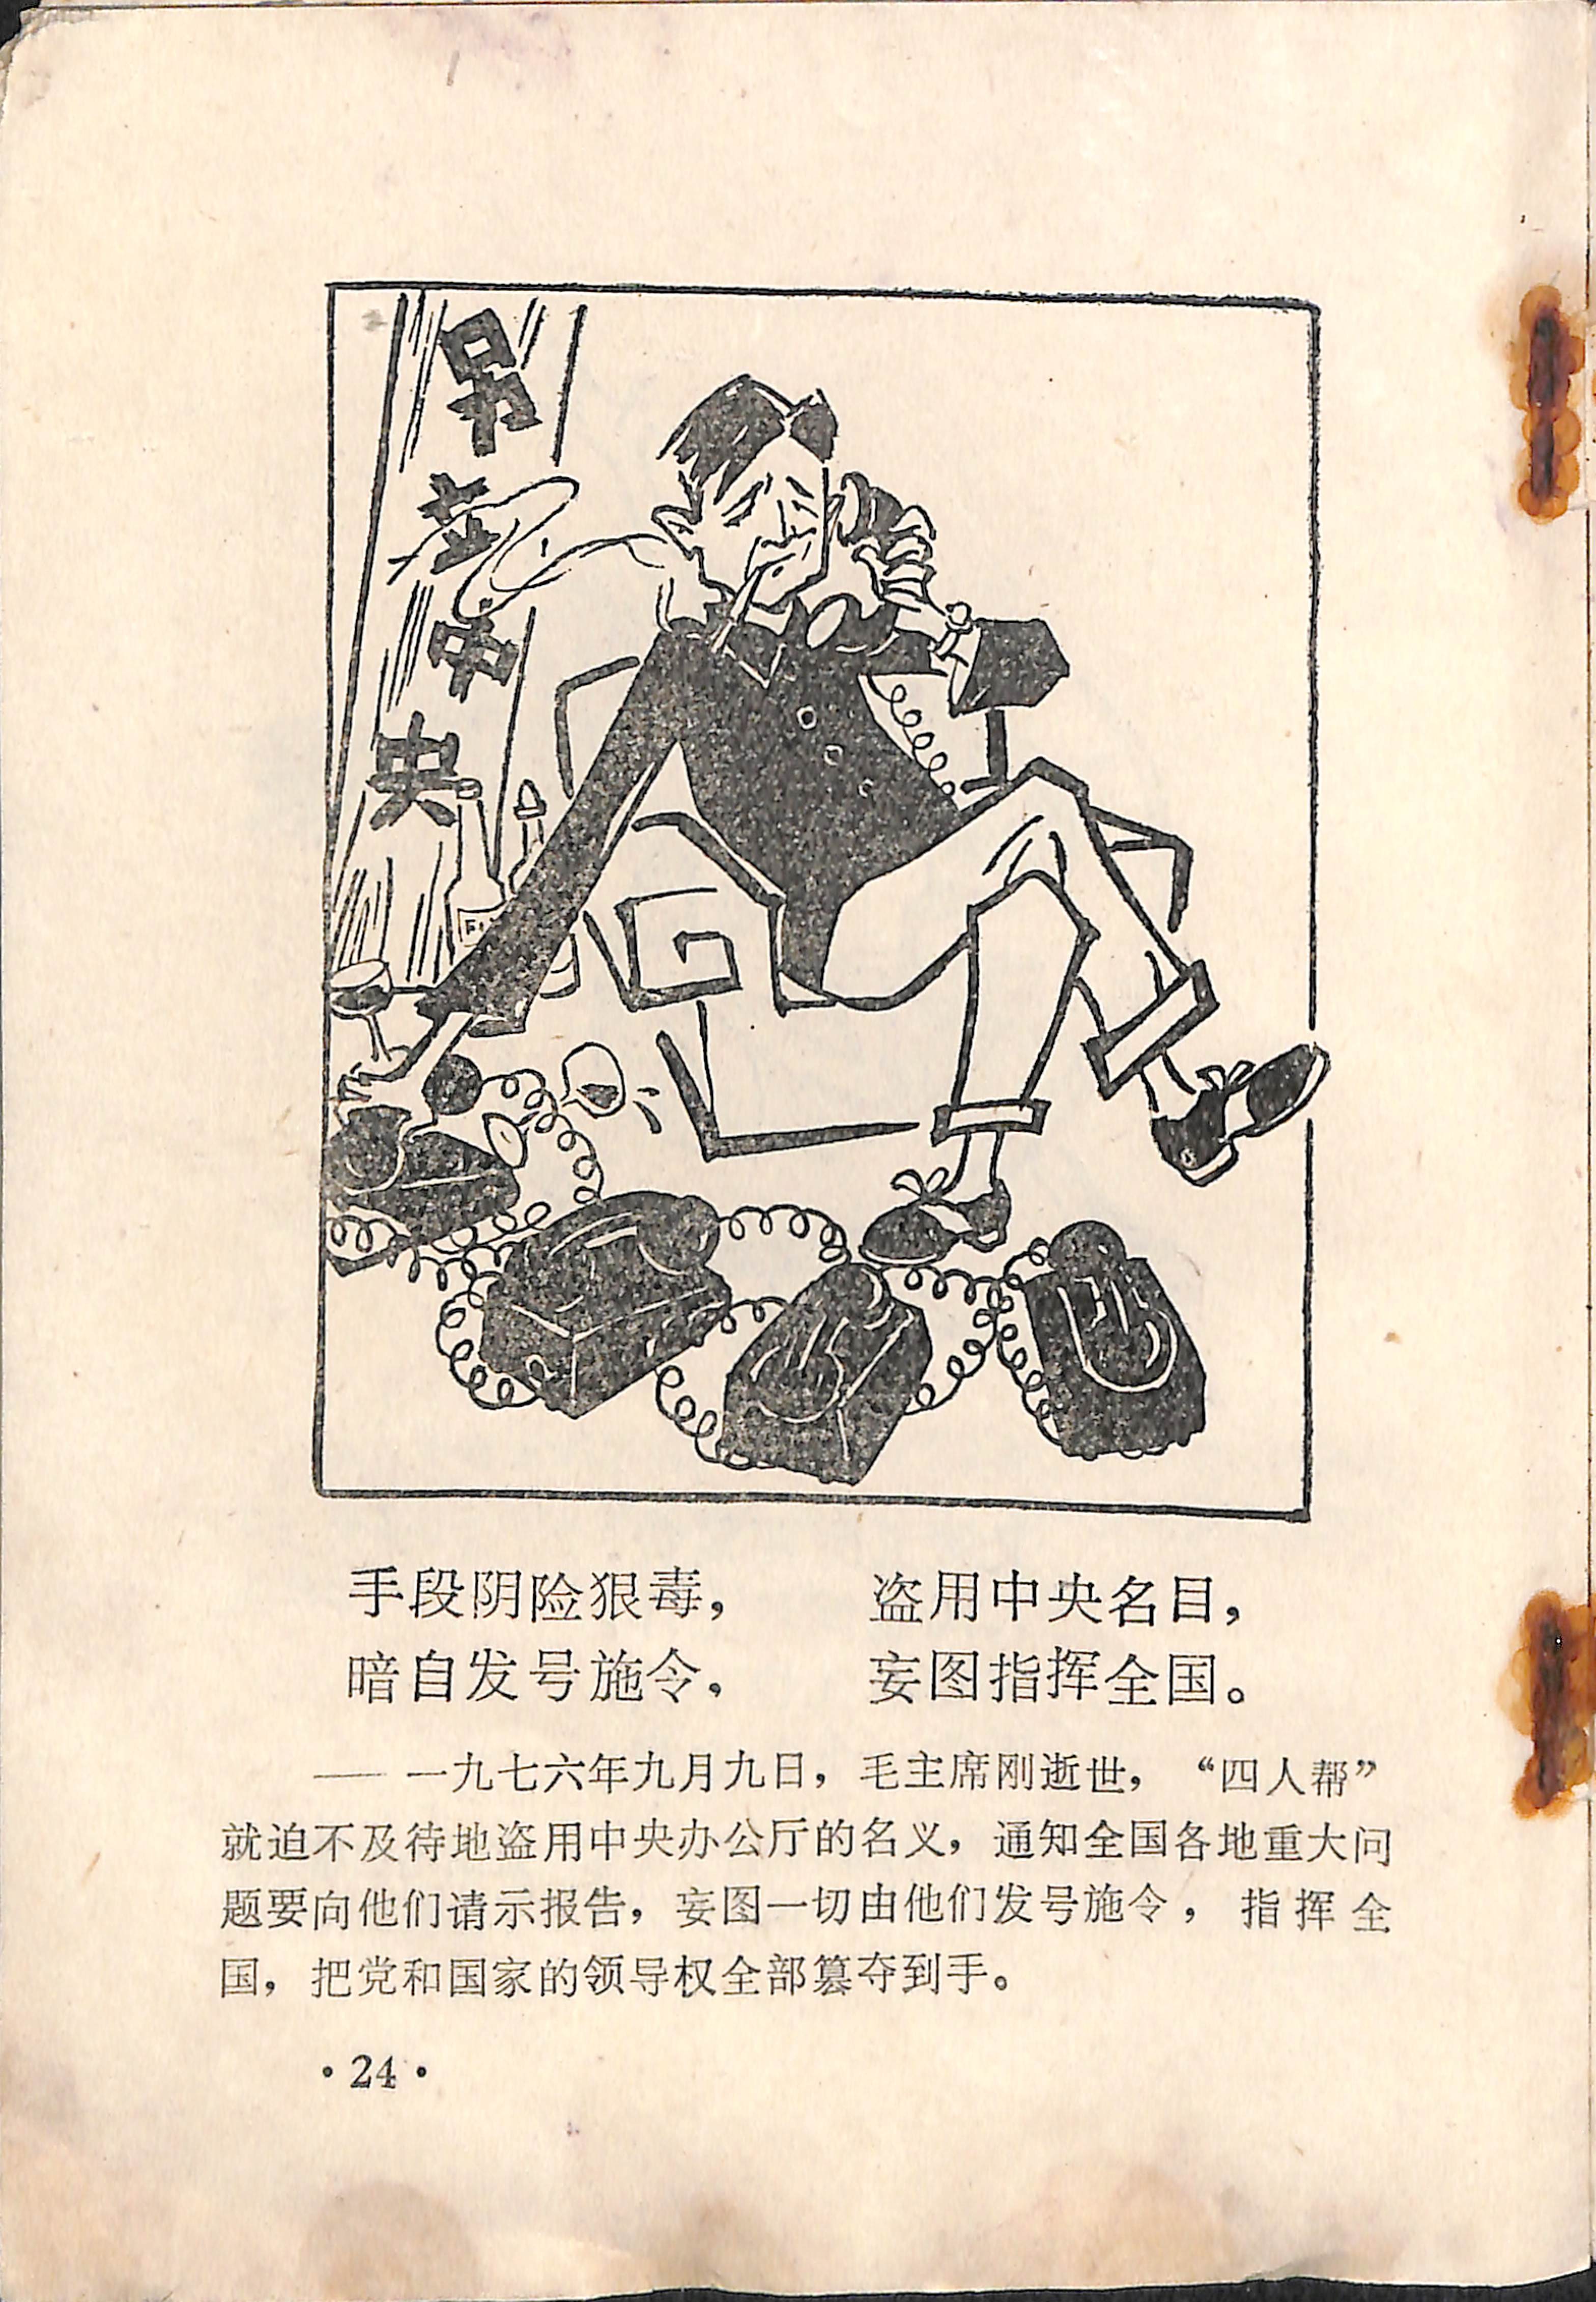 另立中央
手段阴险狠毒，　盗用中央名目，
暗自发号施令，　妄图指挥全国。
—— 一九七六年九月九日，毛主席刚逝世，“四人帮”
就迫不及待地盗用中央办公厅的名义，通知全国各地重大问
题要向他们请示报告，妄图一切由他们发号施令，指挥全
国，把党和国家的领导权全部篡夺到手。
·24·